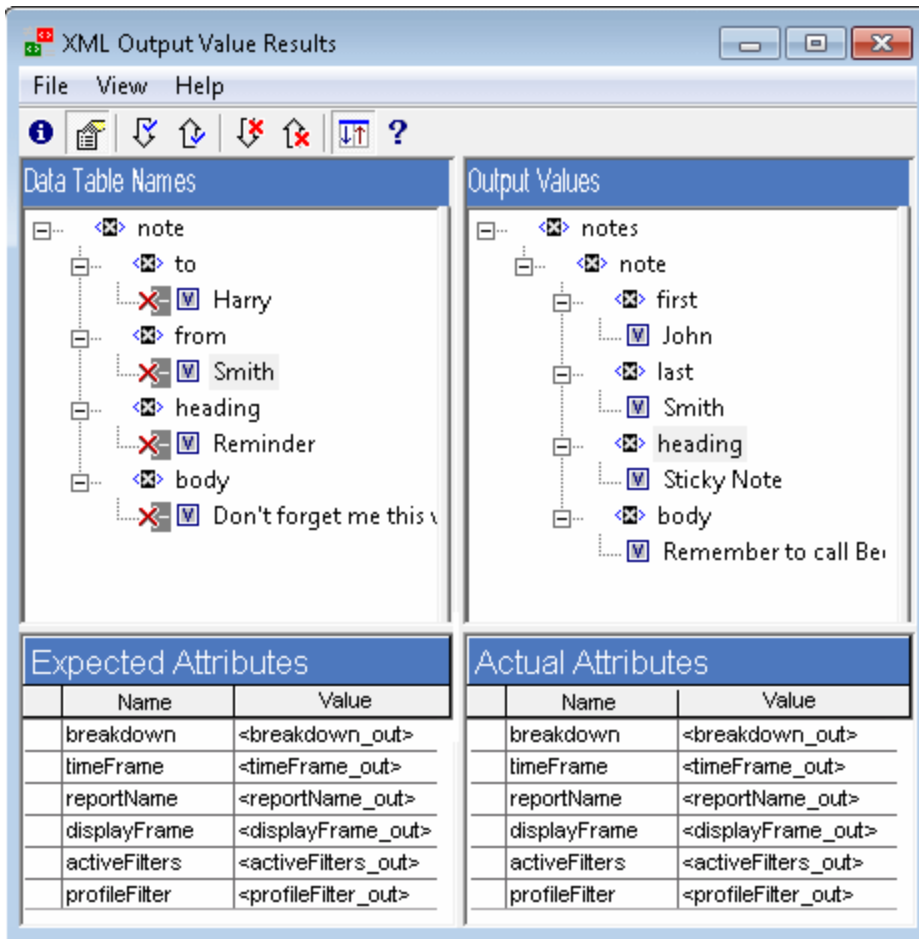 XML Output Value Results
File View Help
Data Table Names
note
to
Harry
from
Smith
heading
Reminder
body
Don't forget me this
Output Values
notes
note
first
John
last
Smith
heading
Sticky Note
body
Remember to call
Expected Attributes
Name Value
breakdown <breakdown_out>
timeFrame <timeFrame_out>
reportName <reportName_out>
displayFrame <displayFrame_out>
activeFilters <activeFilters_out>
profileFilter <profileFilter_out>
Actual Attributes
Name Value
breakdown <breakdown_out>
timeFrame <timeFrame_out>
reportName <reportName_out>
displayFrame <displayFrame_out>
activeFilters <activeFilters_out>
profileFilter <profileFilter_out>